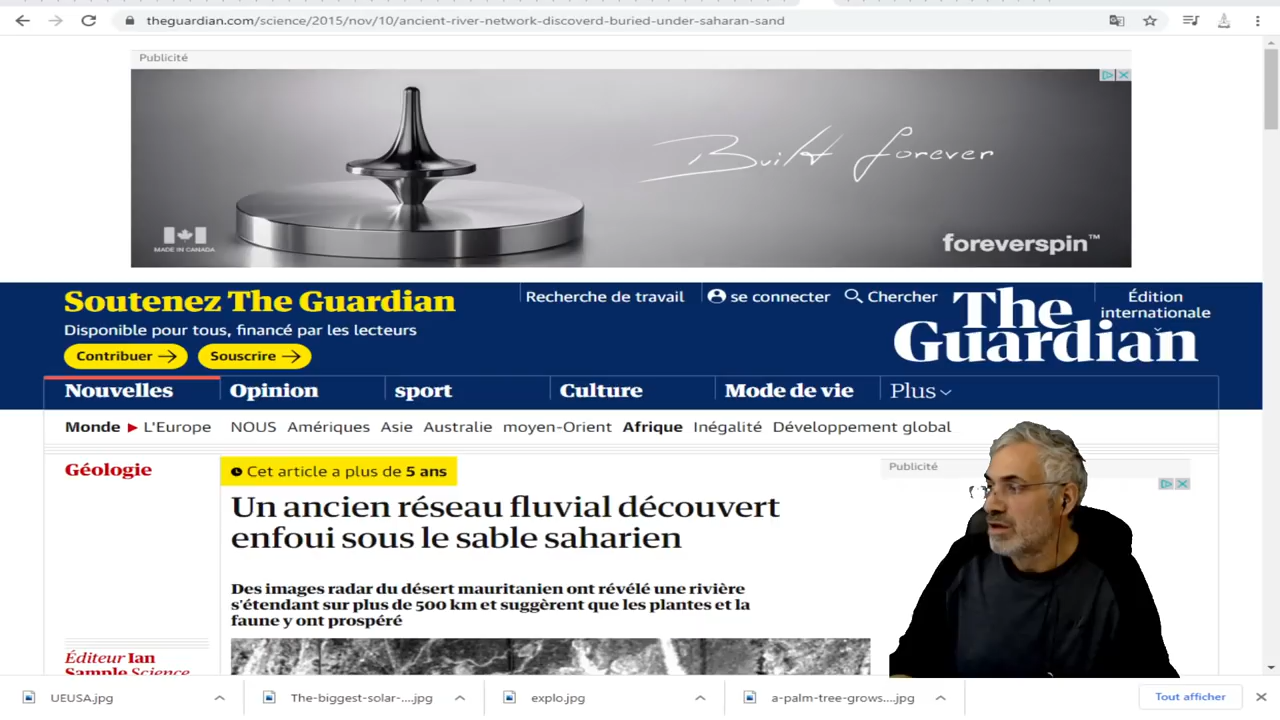 theguardian.com/science/2015/nov/10/ancient-river-network-discoverd-buried-under-saharan-sand
Publicité
Built forever
MADE IN CANADA
foreverspin™
Soutenez The Guardian
Disponible pour tous, financé par les lecteurs
Contribuer
Souscrire
Recherche de travail
se connecter
Chercher
The
Guardian
Édition
internationale
Nouvelles
Opinion
sport
Culture
Mode de vie
Plus
Monde L'Europe NOUS Amériques Asie Australie moyen-Orient Afrique Inégalité Développement global
Géologie
Cet article a plus de 5 ans
Publicité
Un ancien réseau fluvial découvert
enfoui sous le sable saharien
Des images radar du désert mauritanien ont révélé une rivière
s'étendant sur plus de 500 km et suggèrent que les plantes et la
faune y ont prospéré
Éditeur Ian
Sample Science
UEUSA.jpg
The-biggest-solar-....jpg
explo.jpg
a-palm-tree-grows....jpg
Tout afficher